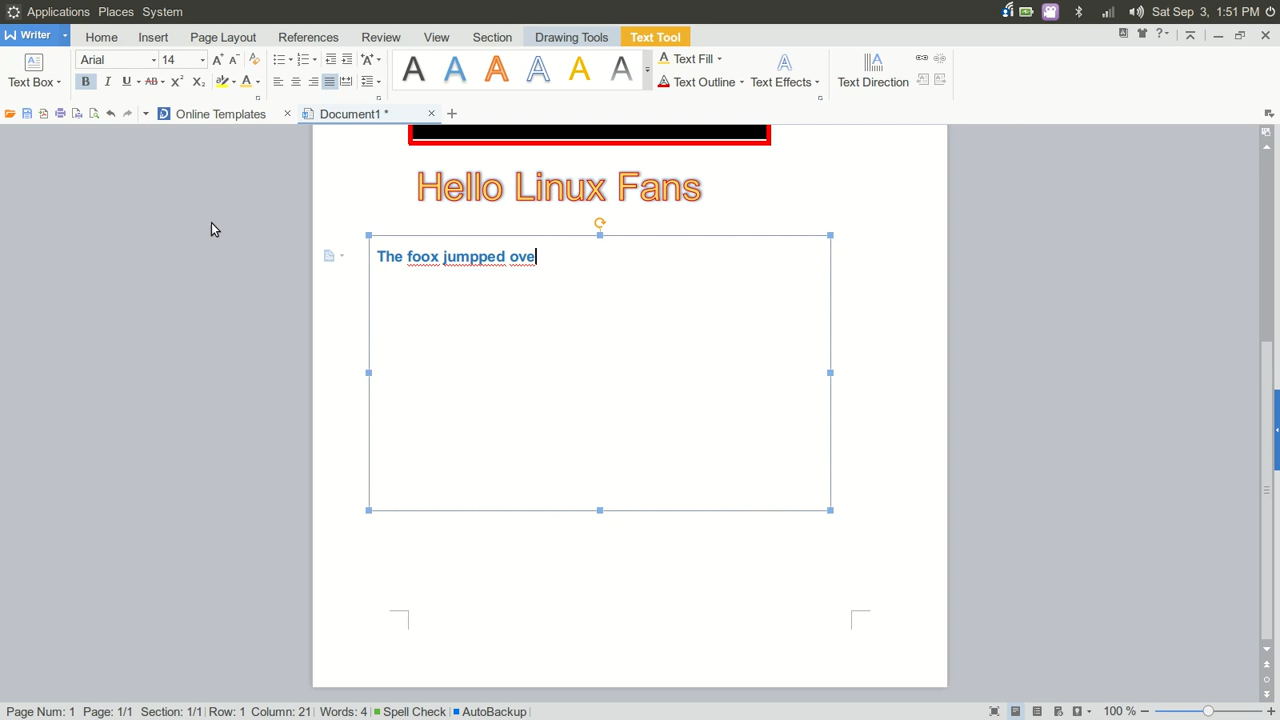 Applications Places System
Sat Sep 3, 1:51 PM
Writer Home Insert Page Layout References Review View Section Drawing Tools Text Tool
Text Box Arial 14
B I U AB X² X₂ A
A A A A A A
Text Fill
Text Outline Text Effects Text Direction
Online Templates Document1 *
Hello Linux Fans
The foox jumpped ove
Page Num: 1 Page: 1/1 Section: 1/1 Row: 1 Column: 21 Words: 4 Spell Check AutoBackup 100 %